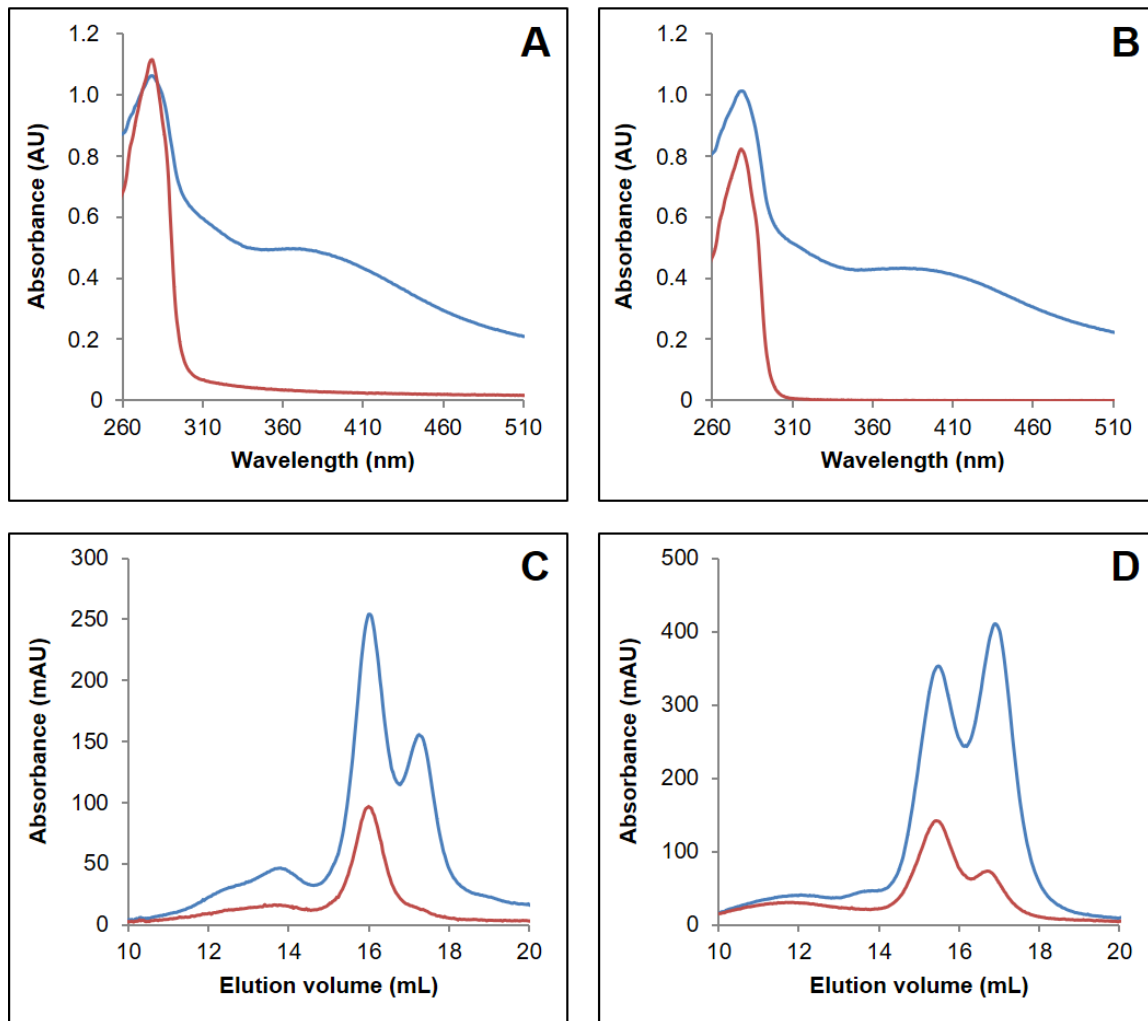 A
Absorbance (AU)
1.2
1.0
0.8
0.6
0.4
0.2
0
260 310 360 410 460 510
Wavelength (nm)
B
Absorbance (AU)
1.2
1.0
0.8
0.6
0.4
0.2
0
260 310 360 410 460 510
Wavelength (nm)
C
Absorbance (mAU)
300
250
200
150
100
50
0
10 12 14 16 18 20
Elution volume (mL)
D
Absorbance (mAU)
500
400
300
200
100
0
10 12 14 16 18 20
Elution volume (mL)